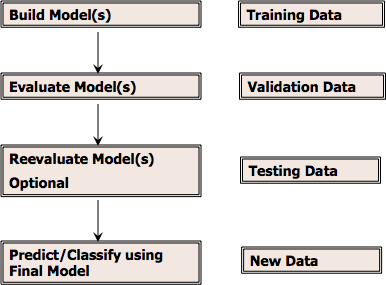 Build Model(s)
Training Data
Evaluate Model(s)
Validation Data
Reevaluate Model(s)
Optional
Testing Data
Predict/Classify using
Final Model
New Data